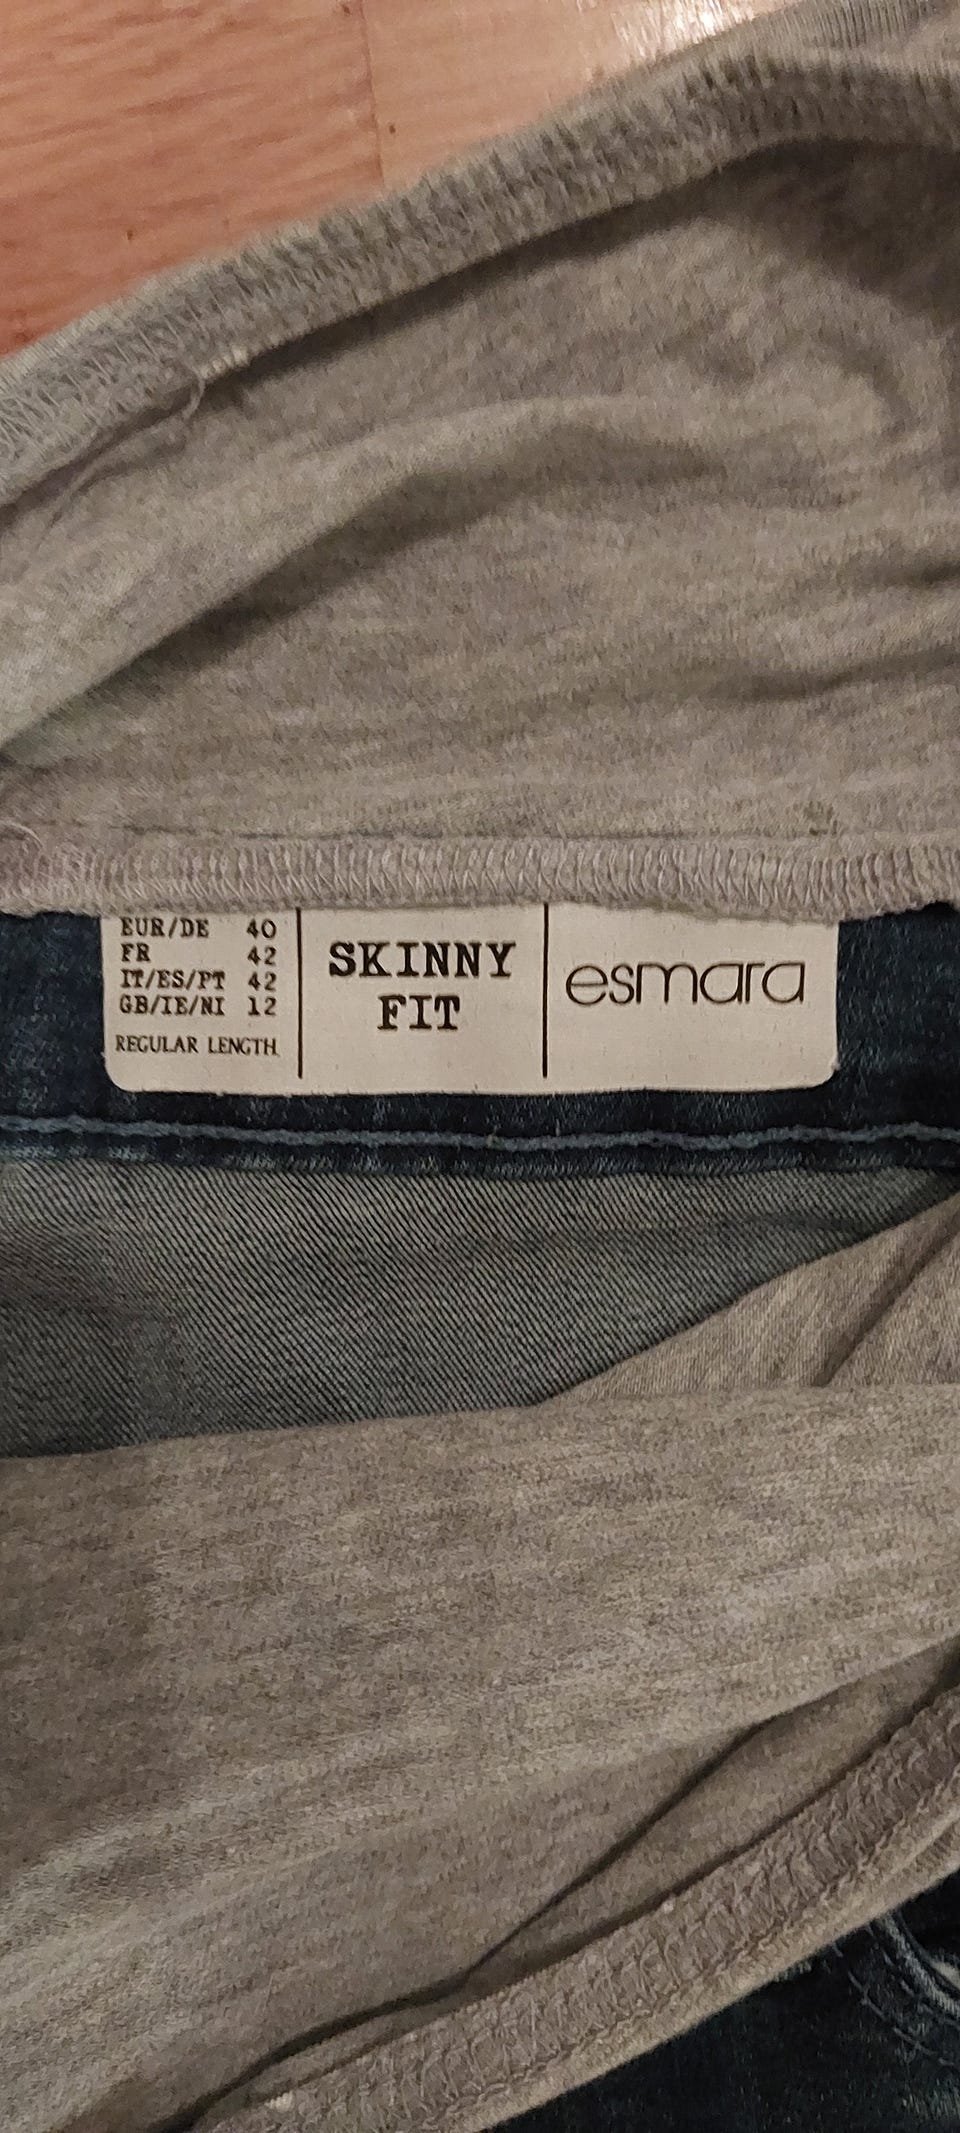 EUR/DE 40
FR 42
IT/ES/PT 42
GB/IE/NI 12
REGULAR LENGTH
SKINNY
FIT
esmara